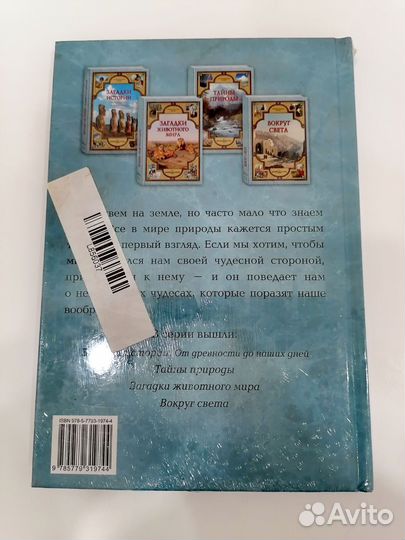 ЗАГАДКИ
ИСТОРИИ
ЗАГАДКИ
ЖИВОТНОГО
МИРА
ТАЙНЫ
ПРИРОДЫ
ВОКРУГ
СВЕТА
вем на земле, но часто мало что знаем
се в мире природы кажется простым
первый взгляд. Если мы хотим, чтобы
лся нам своей чудесной стороной,
к нему — и он поведает нам
о не чудесах, которые поразят наше
вообр
LB66037
серии вышли:
От древности до наших дней
Тайны природы
Загадки животного мира
Вокруг света
ISBN 978-5-7793-1974-4
9 785779 319744
Avito